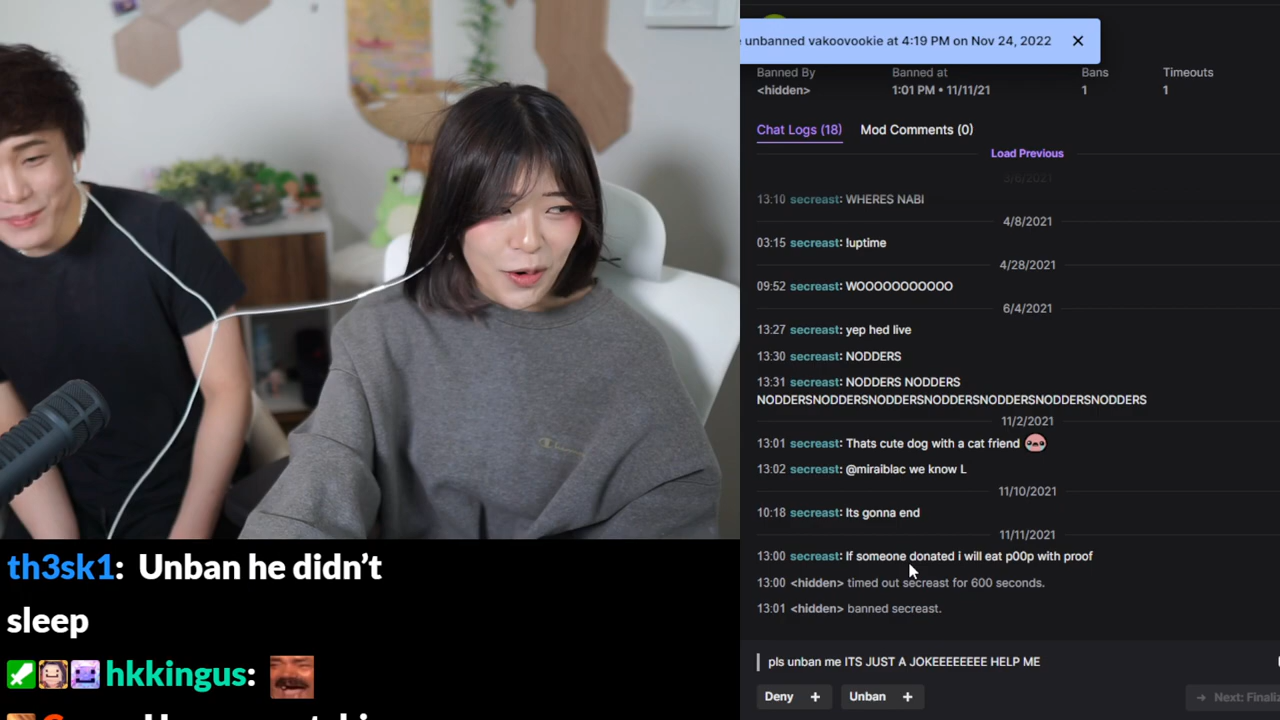 unbanned vakoovookie at 4:19 PM on Nov 24, 2022
Banned By Banned at Bans Timeouts
<hidden> 1:01 PM • 11/11/21 1 1
Chat Logs (18) Mod Comments (0)
Load Previous
3/6/2021
13:10 secreast: WHERES NABI
4/8/2021
03:15 secreast: !uptime
4/28/2021
09:52 secreast: WOOOOOOOOOOO
6/4/2021
13:27 secreast: yep hed live
13:30 secreast: NODDERS
13:31 secreast: NODDERS NODDERS
NODDERSNODDERSNODDERSNODDERSNODDERSNODDERSNODDERS
11/2/2021
13:01 secreast: Thats cute dog with a cat friend
13:02 secreast: @miraiblac we know L
11/10/2021
10:18 secreast: Its gonna end
11/11/2021
13:00 secreast: If someone donated i will eat p00p with proof
13:00 <hidden> timed out secreast for 600 seconds.
13:01 <hidden> banned secreast.
pls unban me ITS JUST A JOKEEEEEEEE HELP ME
Deny + Unban +
Next:
Champion
th3sk1: Unban he didn't
sleep
hkkingus: